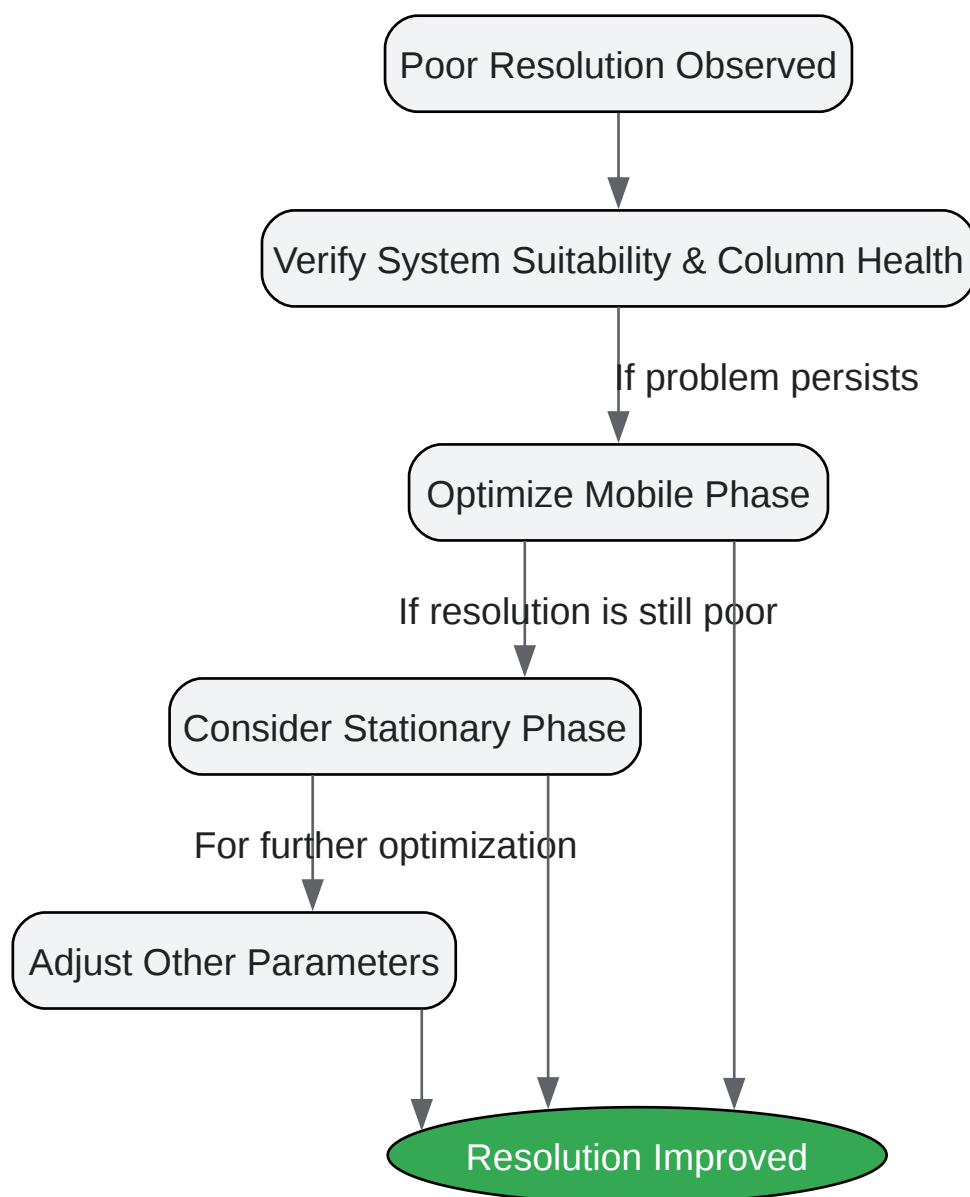 Poor Resolution Observed
Verify System Suitability & Column Health
If problem persists
Optimize Mobile Phase
If resolution is still poor
Consider Stationary Phase
For further optimization
Adjust Other Parameters
Resolution Improved